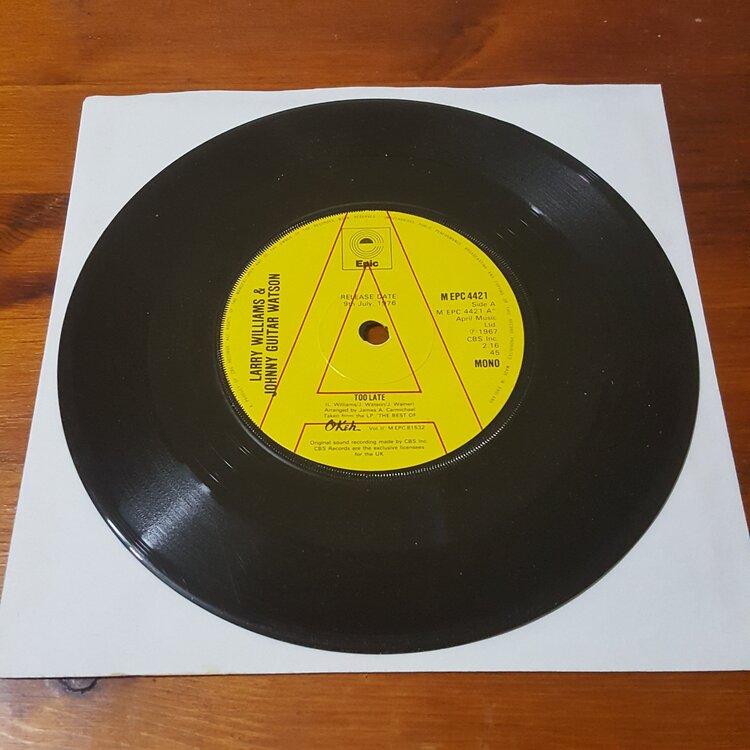 Epic
RELEASE DATE
9th July, 1976
LARRY WILLIAMS &
JOHNNY GUITAR WATSON
M EPC 4421
Side A
M EPC 4421 A
April Music
Ltd
℗ 1967
CBS Inc.
2.16
45
MONO
A
TOO LATE
(L. Williams/J. Watson/J. Wainer)
Arranged by James A. Carmichael
Taken from the LP "THE BEST OF
OKeh Vol II" M EPC 81532
Original sound recording made by CBS Inc.
CBS Records are the exclusive licensees
for the UK